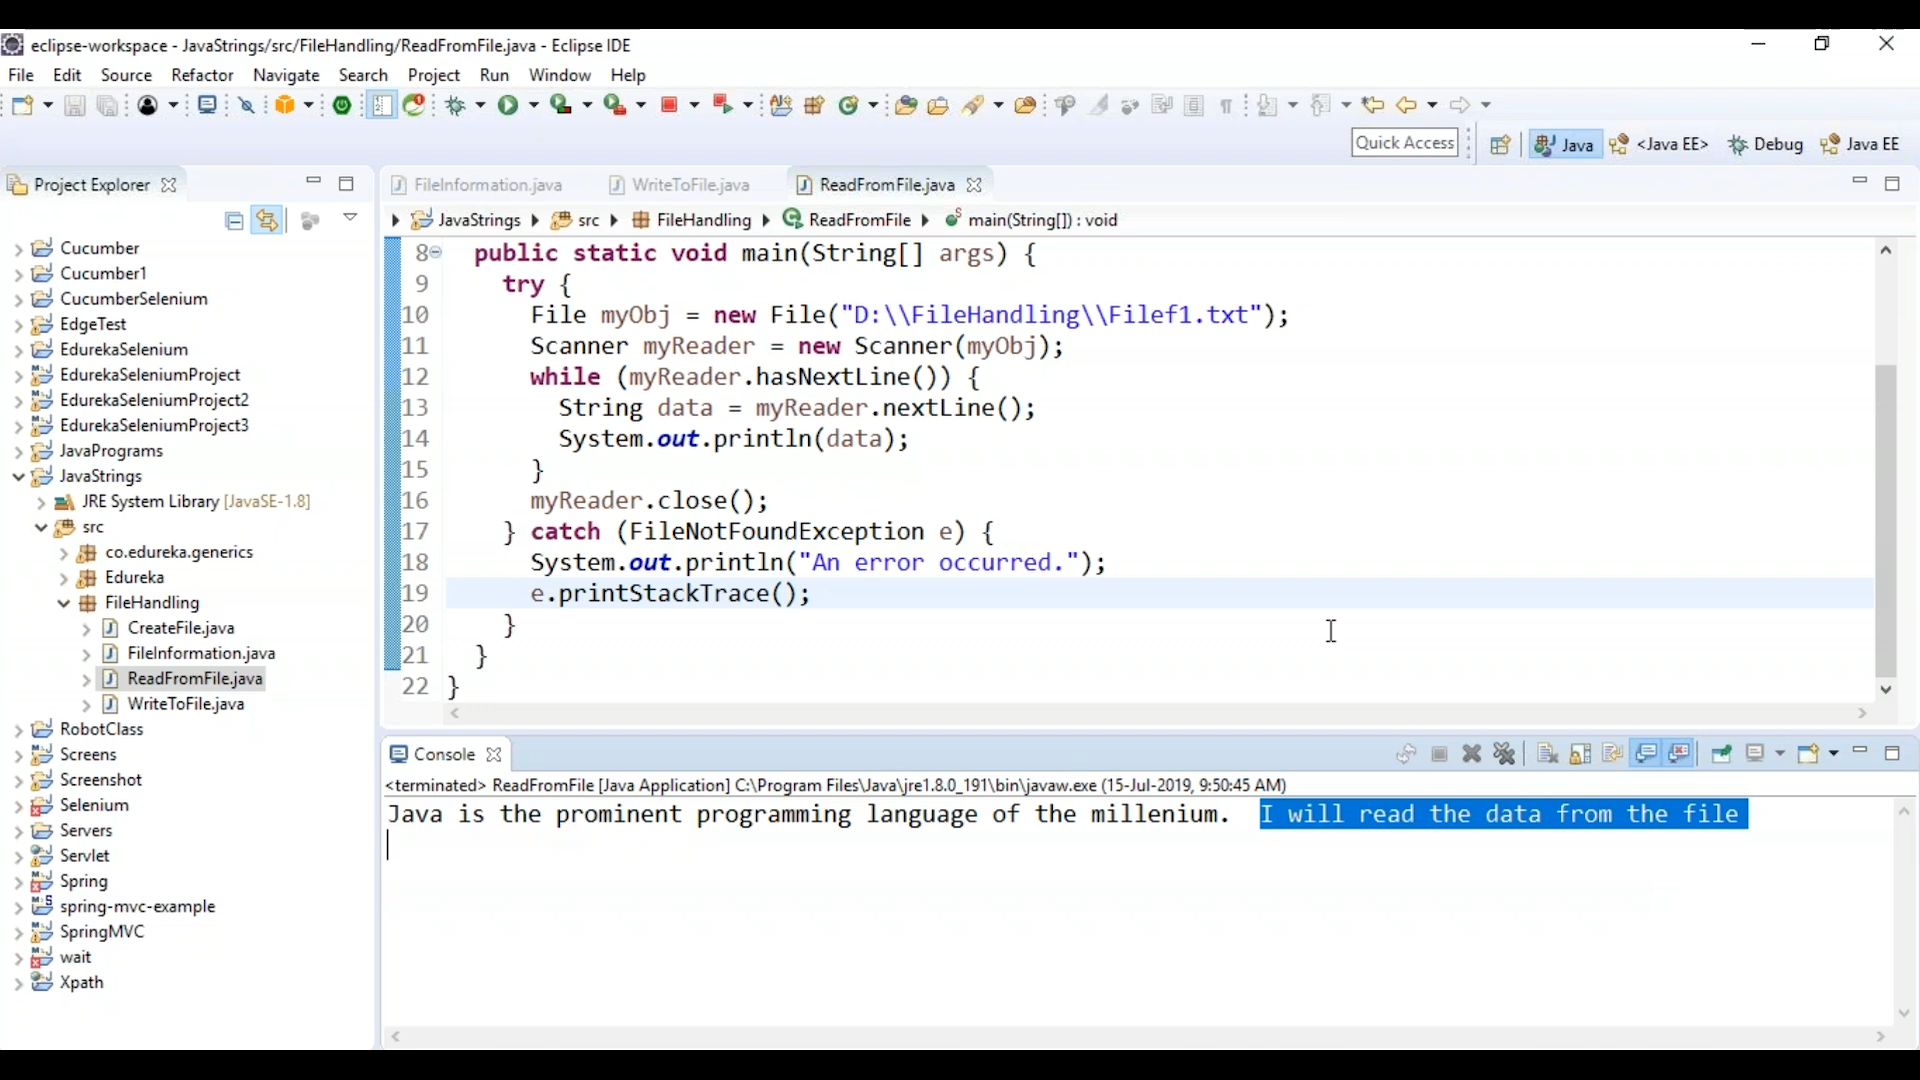 eclipse-workspace - JavaStrings/src/FileHandling/ReadFromFile.java - Eclipse IDE
File Edit Source Refactor Navigate Search Project Run Window Help
Quick Access Java <Java EE> Debug Java EE
Project Explorer
Cucumber
Cucumber1
CucumberSelenium
EdgeTest
EdurekaSelenium
EdurekaSeleniumProject
EdurekaSeleniumProject2
EdurekaSeleniumProject3
JavaPrograms
JavaStrings
JRE System Library [JavaSE-1.8]
src
co.edureka.generics
Edureka
FileHandling
CreateFile.java
FileInformation.java
ReadFromFile.java
WriteToFile.java
RobotClass
Screens
Screenshot
Selenium
Servers
Servlet
Spring
spring-mvc-example
SpringMVC
wait
Xpath
FileInformation.java WriteToFile.java ReadFromFile.java
JavaStrings src FileHandling ReadFromFile main(String[]) : void
8 public static void main(String[] args) {
9 try {
10 File myObj = new File("D:\\FileHandling\\Filef1.txt");
11 Scanner myReader = new Scanner(myObj);
12 while (myReader.hasNextLine()) {
13 String data = myReader.nextLine();
14 System.out.println(data);
15 }
16 myReader.close();
17 } catch (FileNotFoundException e) {
18 System.out.println("An error occurred.");
19 e.printStackTrace();
20 }
21 }
22 }
Console
<terminated> ReadFromFile [Java Application] C:\Program Files\Java\jre1.8.0_191\bin\javaw.exe (15-Jul-2019, 9:50:45 AM)
Java is the prominent programming language of the millenium. I will read the data from the file